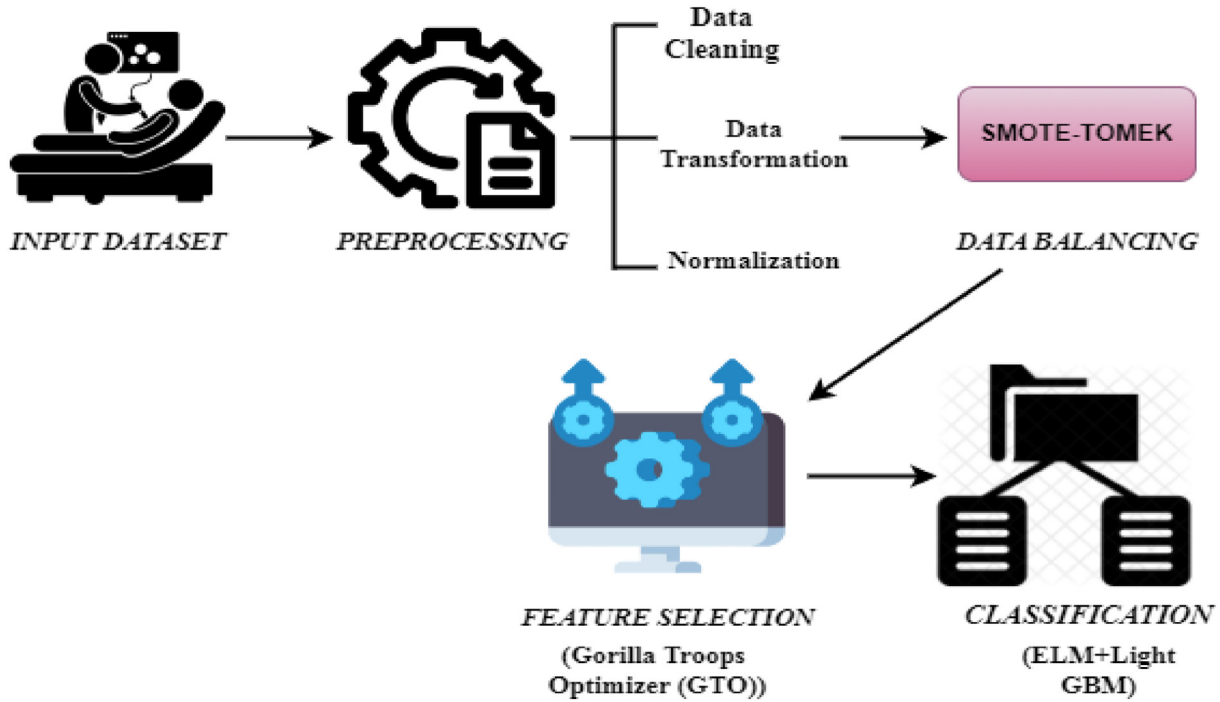 Data
Cleaning
Data
Transformation
Normalization
SMOTE-TOMEK
INPUT DATASET
PREPROCESSING
DATA BALANCING
FEATURE SELECTION
(Gorilla Troops
Optimizer (GTO))
CLASSIFICATION
(ELM+Light
GBM)